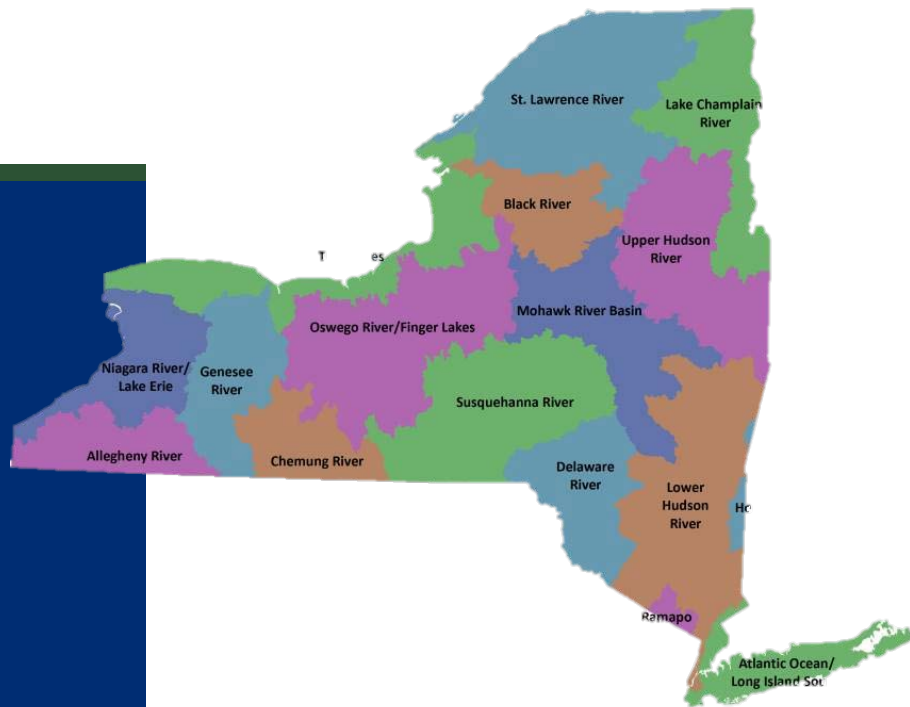 St. Lawrence River
Lake Champlain
River
Black River
Upper Hudson
River
Mohawk River Basin
Oswego River/Finger Lakes
Niagara River/
Lake Erie
Genesee
River
Susquehanna River
Allegheny River
Chemung River
Delaware
River
Lower
Hudson
River
Ramapo
Atlantic Ocean/
Long Island